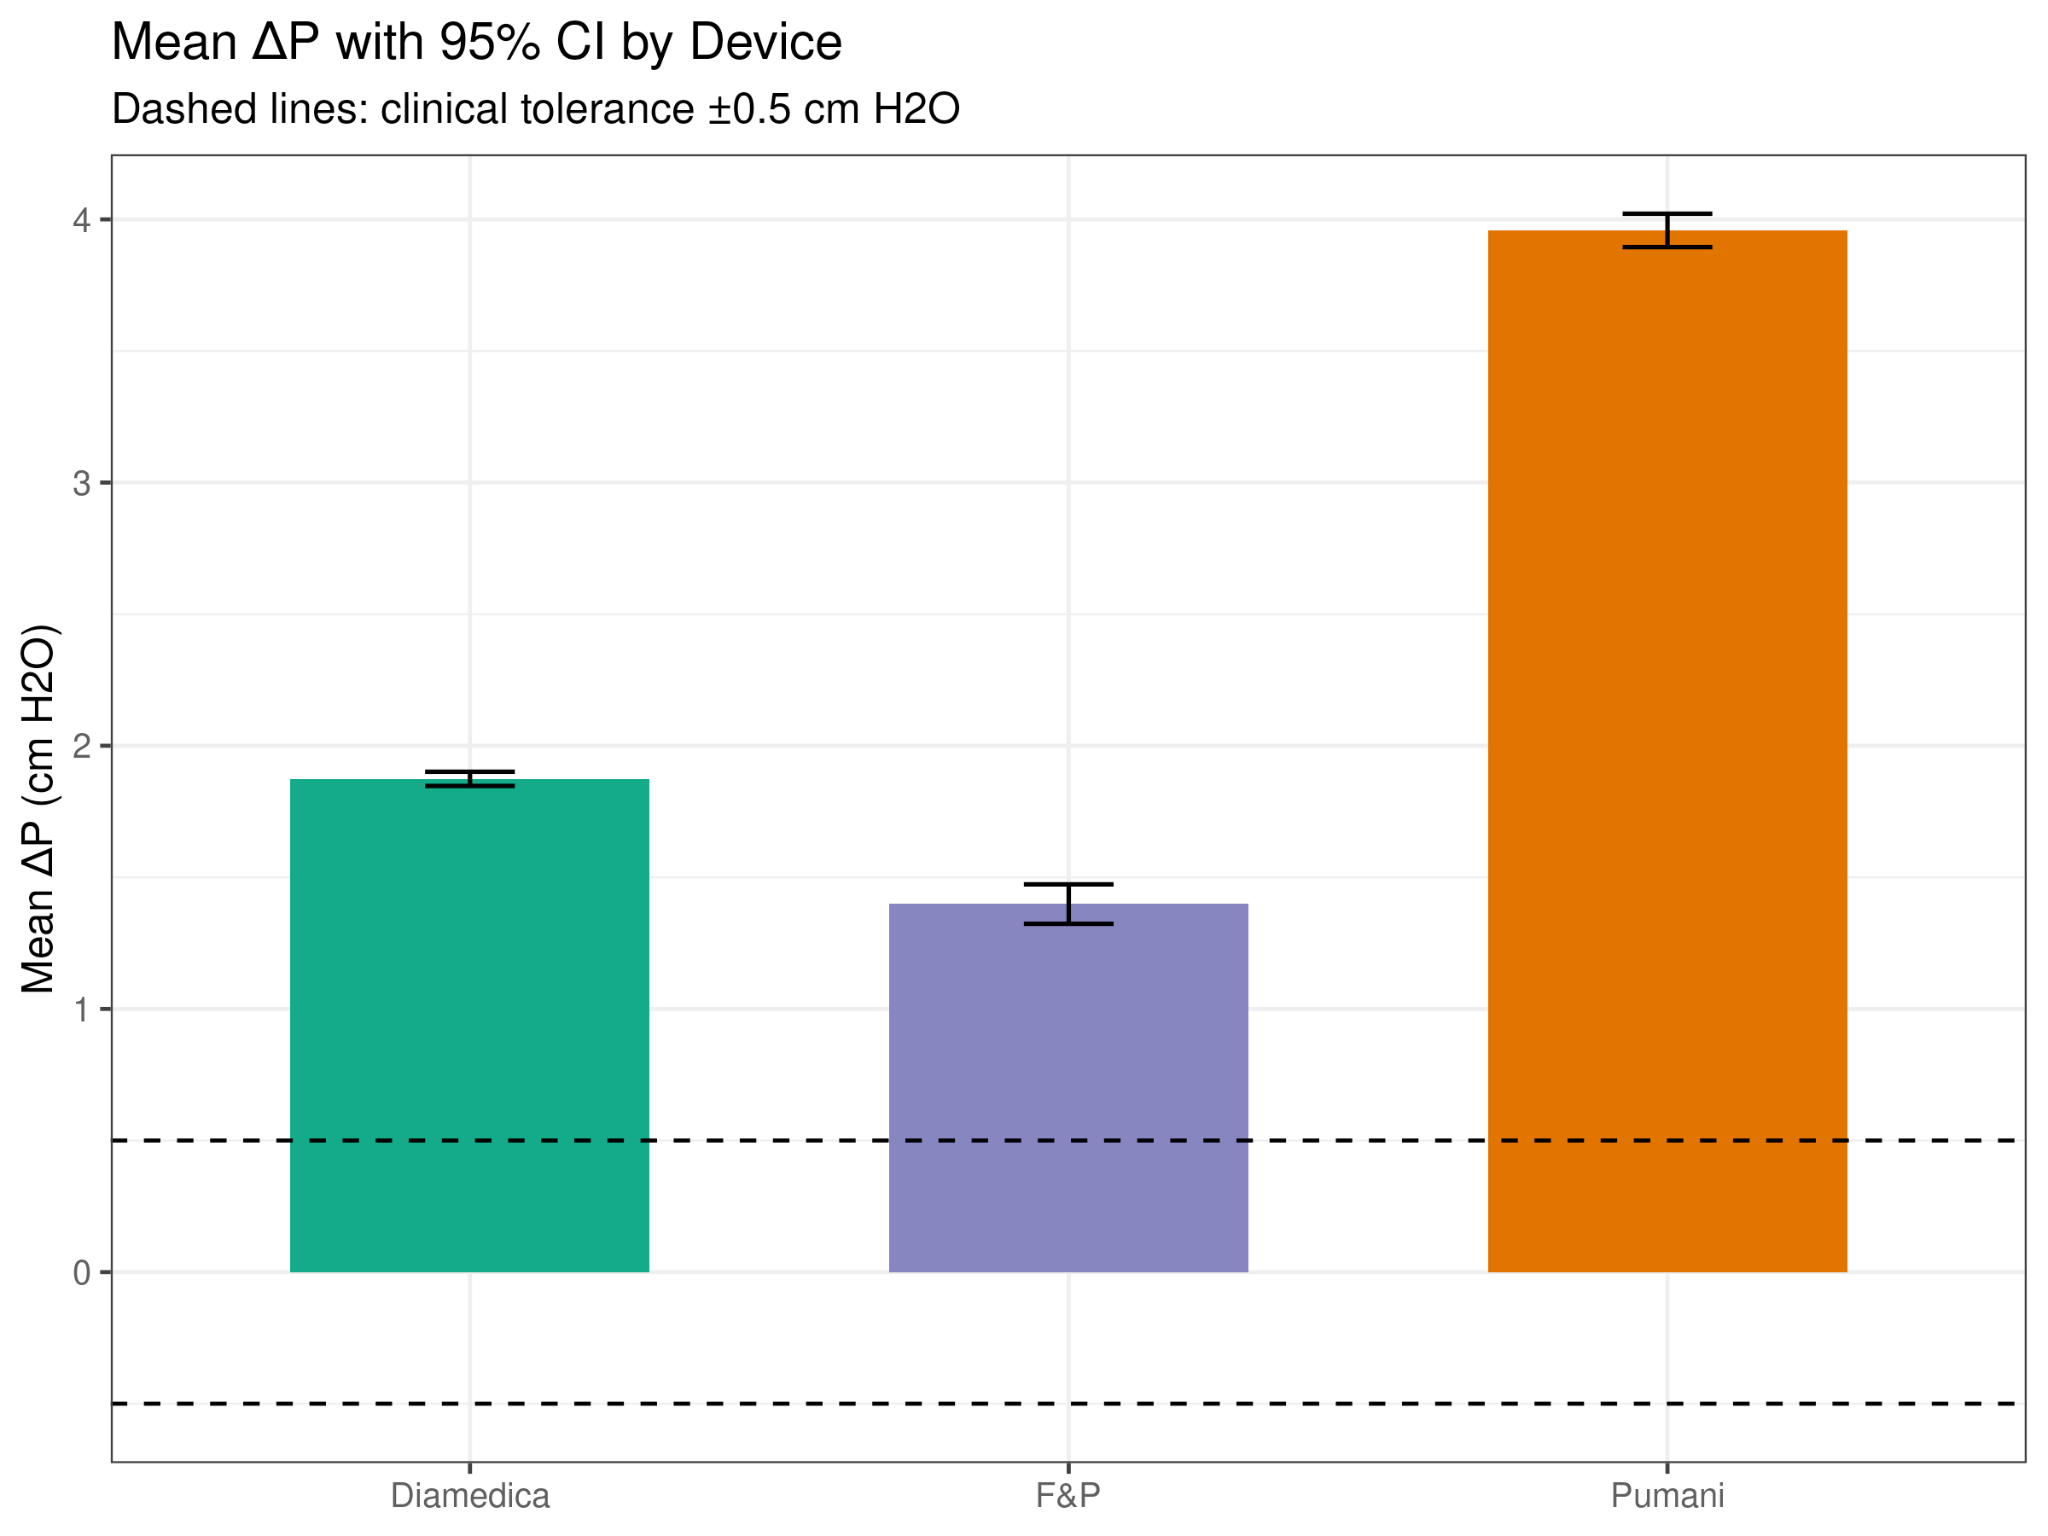 Mean ΔP with 95% CI by Device
Dashed lines: clinical tolerance ±0.5 cm H2O
Mean ΔP (cm H2O)
4
3
2
1
0
Diamedica
F&P
Pumani